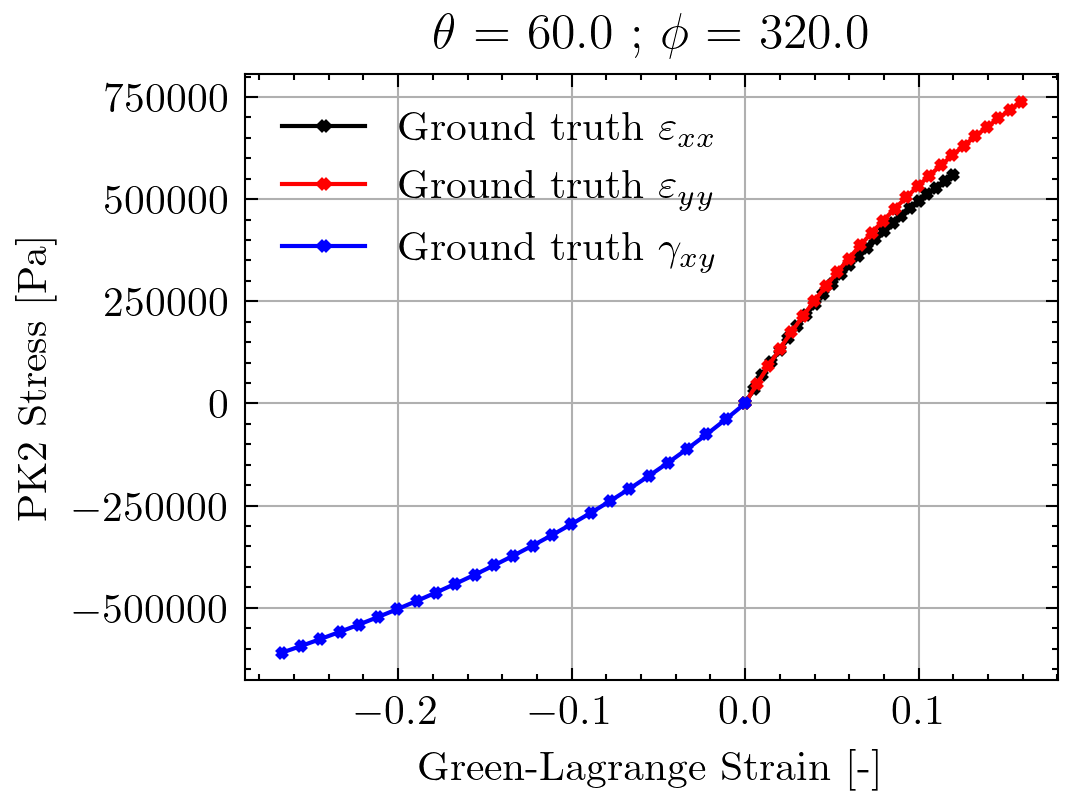 θ = 60.0 ; ϕ = 320.0
750000
500000
250000
0
−250000
−500000
PK2 Stress [Pa]
Ground truth εxx
Ground truth εyy
Ground truth γxy
−0.2
−0.1
0.0
0.1
Green-Lagrange Strain [-]